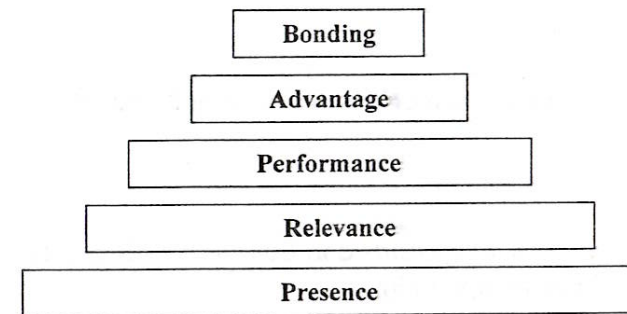 Bonding
Advantage
Performance
Relevance
Presence